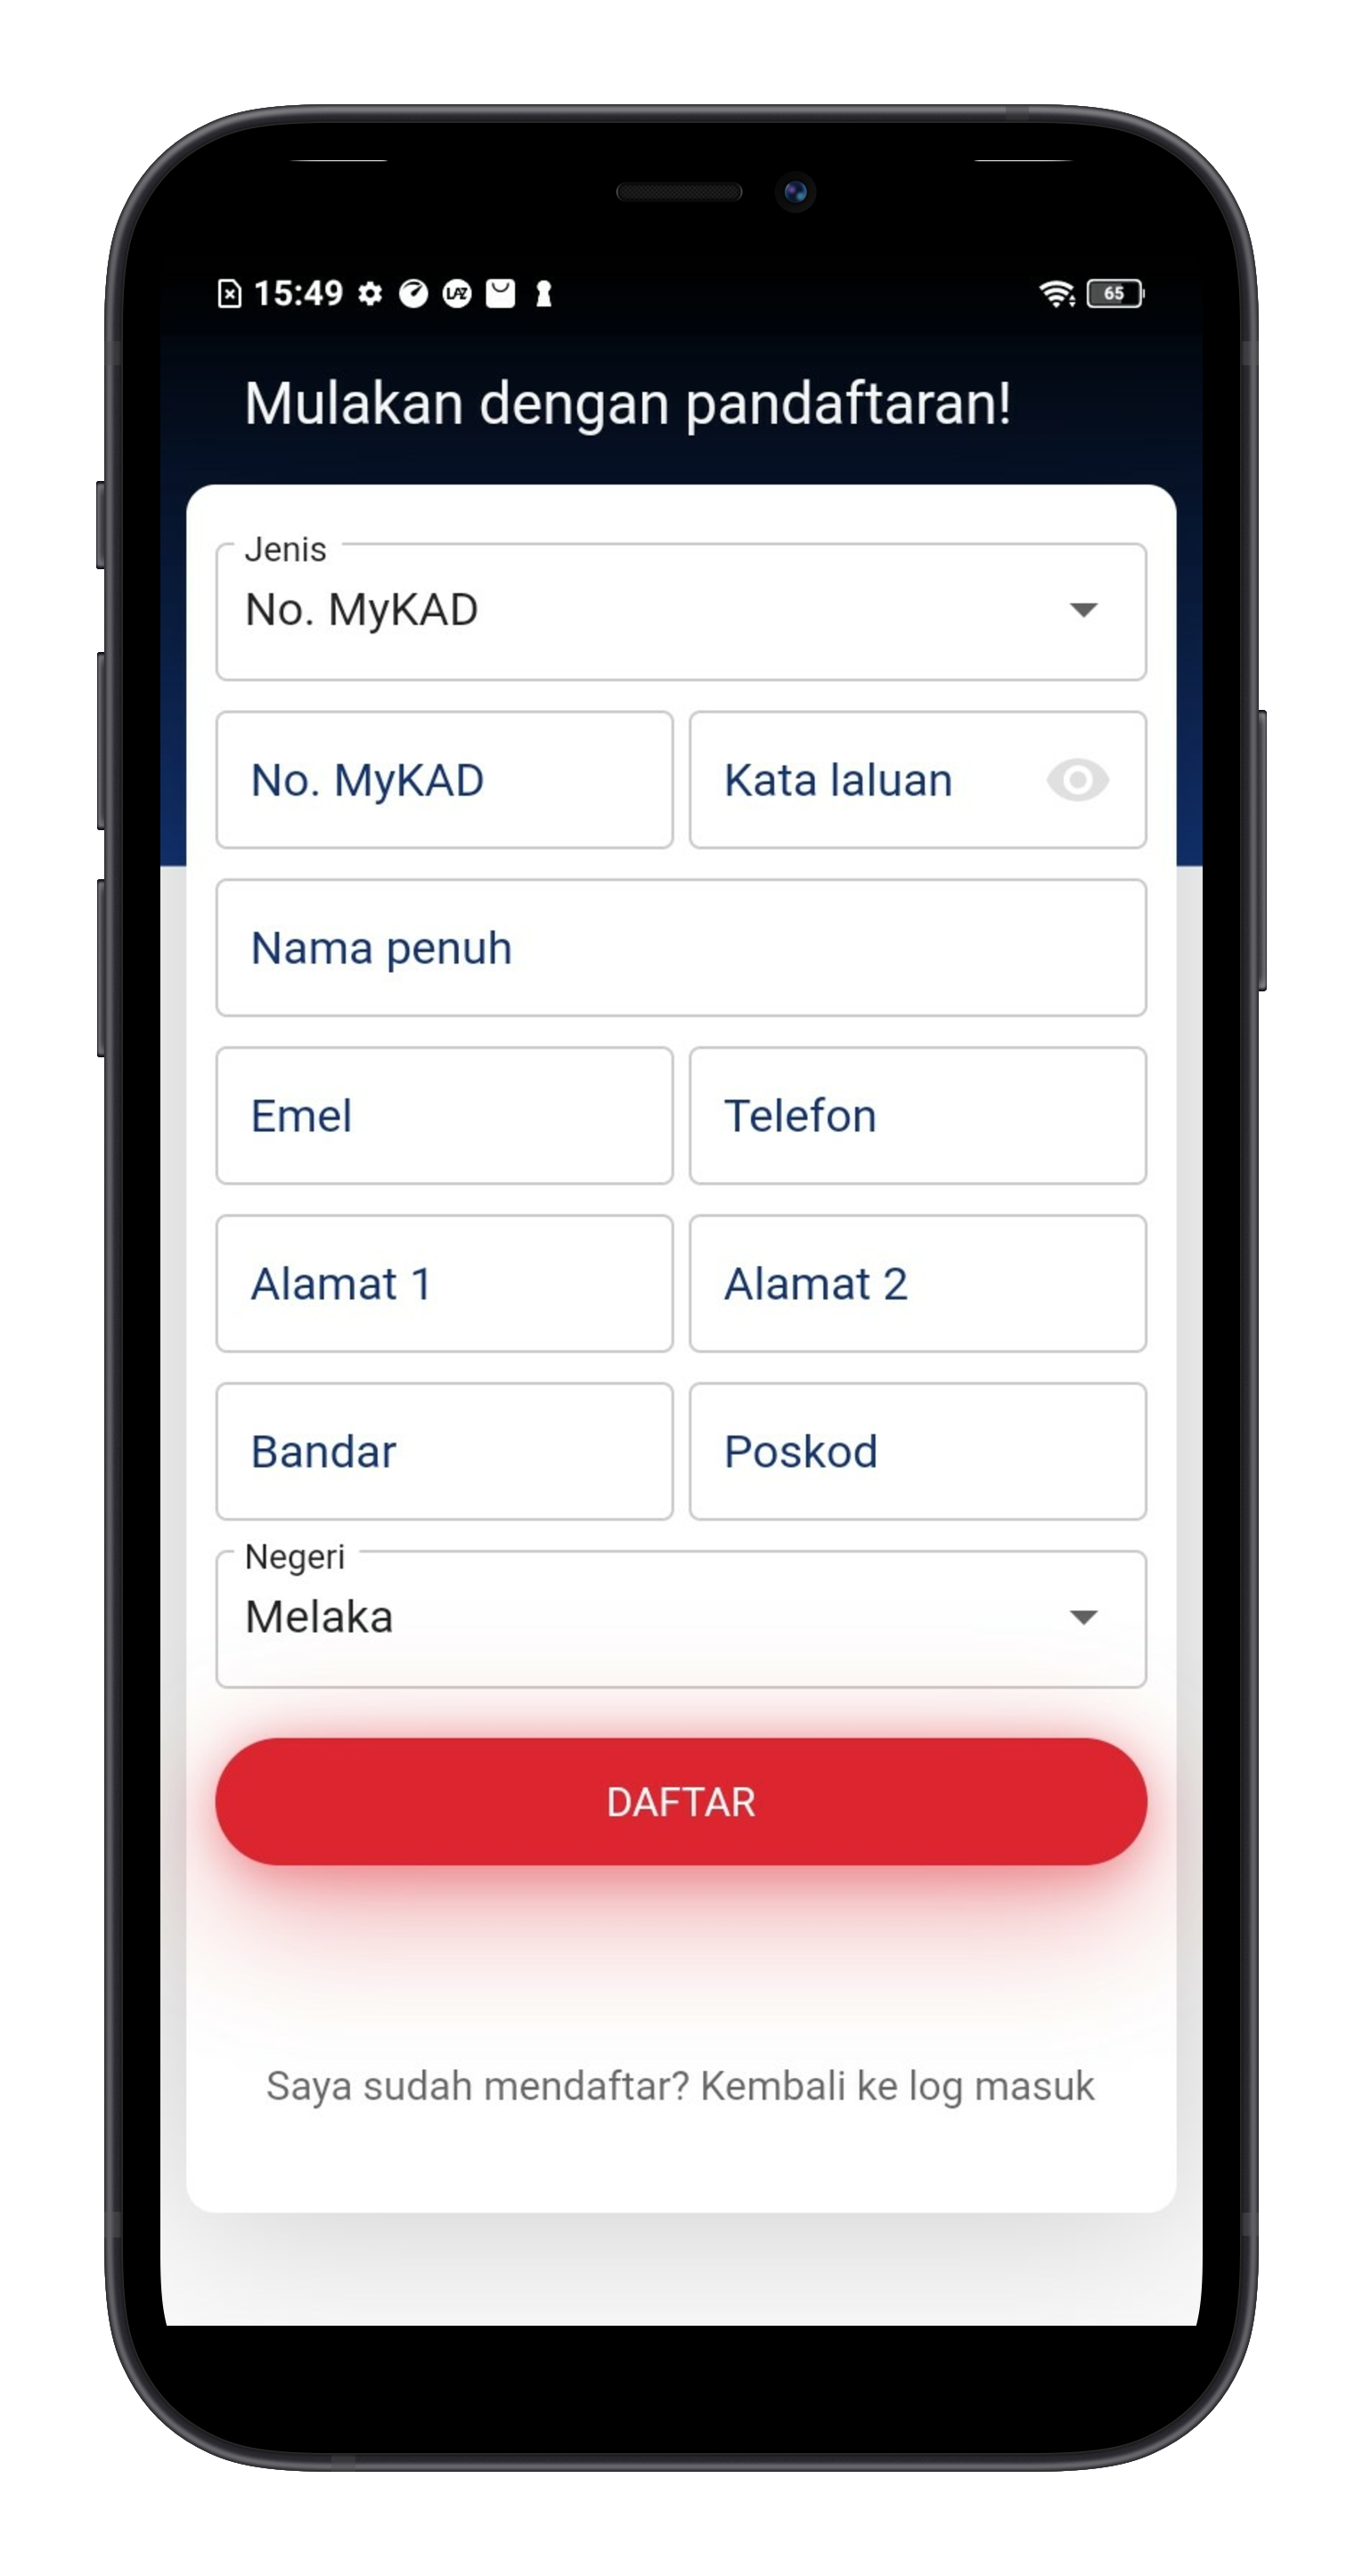 15:49 LAZ 65
Mulakan dengan pandaftaran!
Jenis
No. MyKAD
No. MyKAD Kata laluan
Nama penuh
Emel Telefon
Alamat 1 Alamat 2
Bandar Poskod
Negeri
Melaka
DAFTAR
Saya sudah mendaftar? Kembali ke log masuk